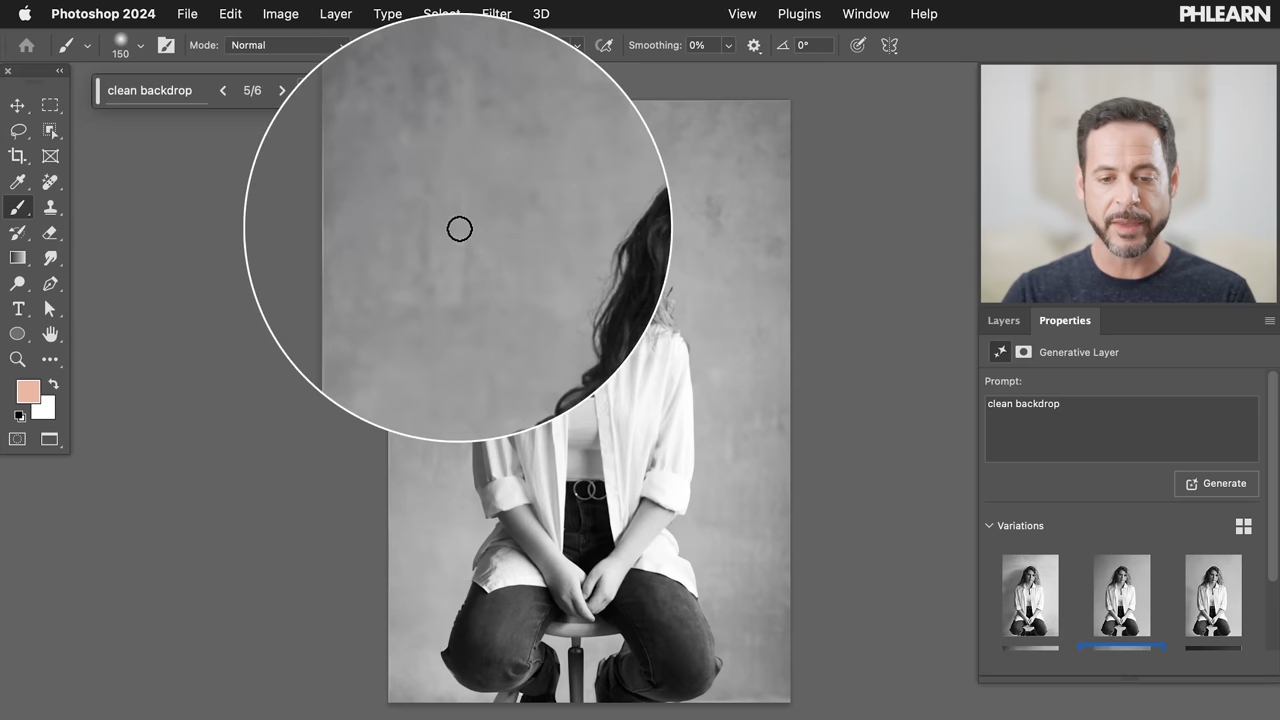 Photoshop 2024 File Edit Image Layer Type Select Filter 3D View Plugins Window Help
PHLEARN
150 Mode: Normal Smoothing: 0% 0°
clean backdrop 5/6
Layers Properties
Generative Layer
Prompt:
clean backdrop
Generate
Variations